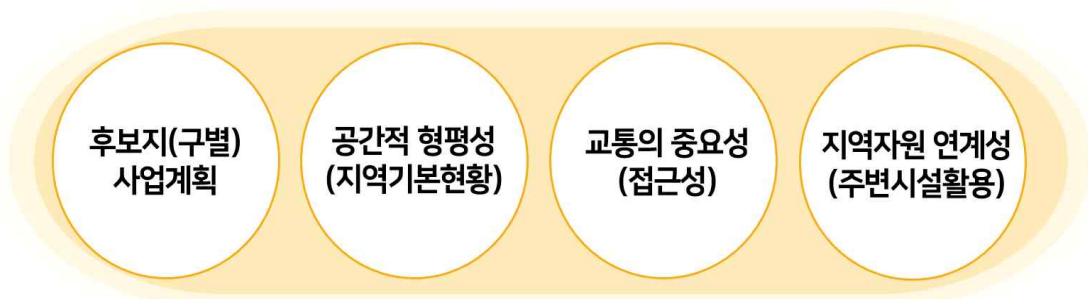 후보지(구별)
사업계획
공간적 형평성
(지역기본현황)
교통의 중요성
(접근성)
지역자원 연계성
(주변시설활용)